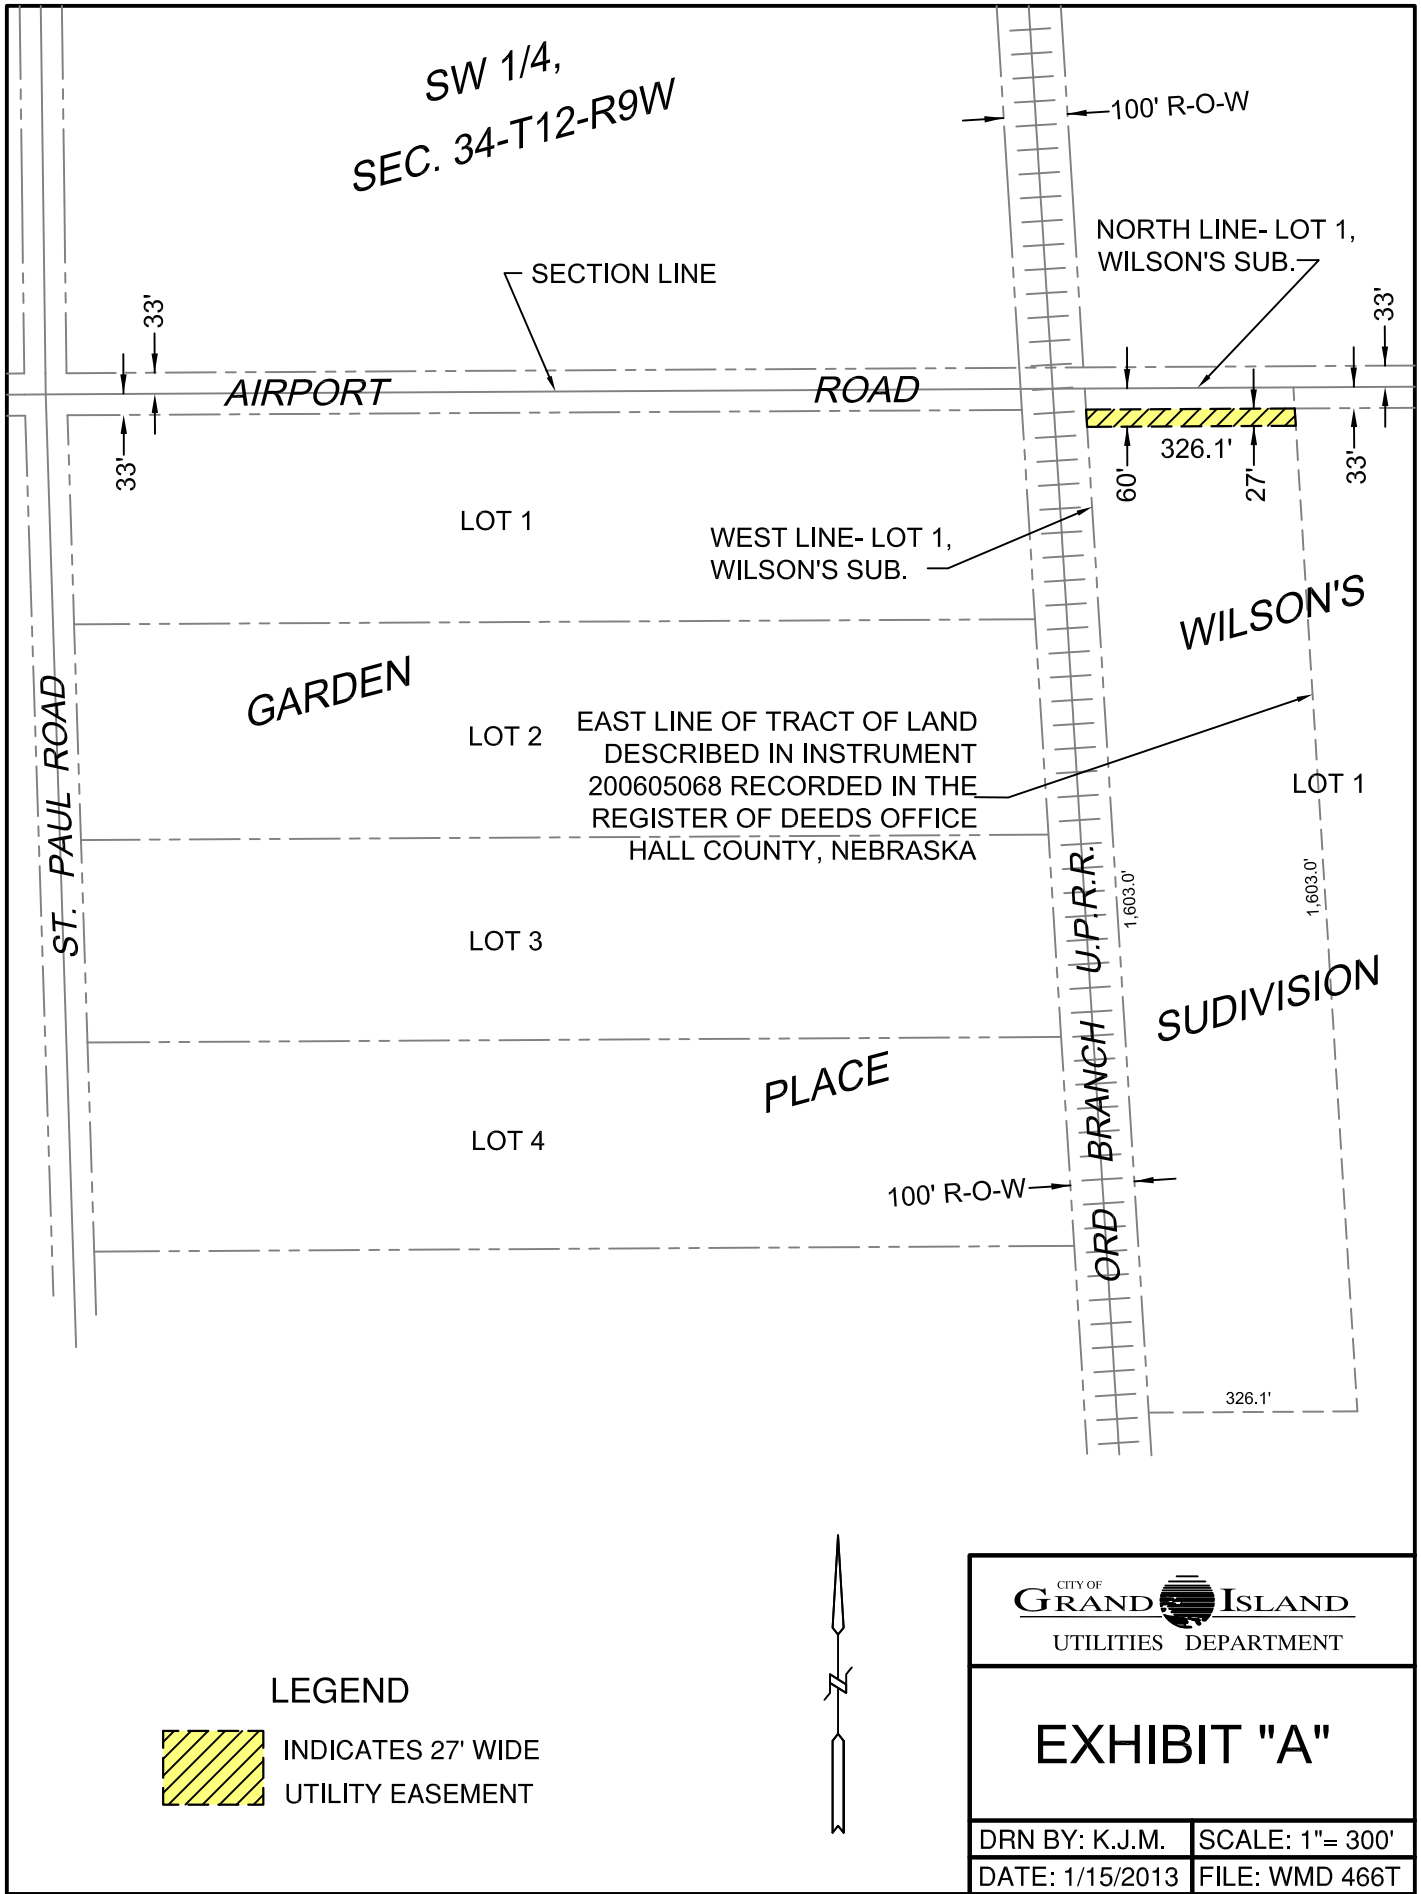 SW 1/4,
SEC. 34-T12-R9W
100' R-O-W
NORTH LINE- LOT 1,
WILSON'S SUB.
SECTION LINE
33'
33'
AIRPORT ROAD
33'
60'
326.1'
27'
33'
LOT 1
WEST LINE- LOT 1,
WILSON'S SUB.
WILSON'S
GARDEN
ST. PAUL ROAD
LOT 2
EAST LINE OF TRACT OF LAND
DESCRIBED IN INSTRUMENT
200605068 RECORDED IN THE
REGISTER OF DEEDS OFFICE
HALL COUNTY, NEBRASKA
LOT 1
1,603.0'
1,603.0'
LOT 3
ORD BRANCH U.P.R.R.
SUDIVISION
PLACE
LOT 4
100' R-O-W
326.1'
LEGEND
INDICATES 27' WIDE
UTILITY EASEMENT
CITY OF
GRAND ISLAND
UTILITIES DEPARTMENT
EXHIBIT "A"
DRN BY: K.J.M.
SCALE: 1"= 300'
DATE: 1/15/2013
FILE: WMD 466T